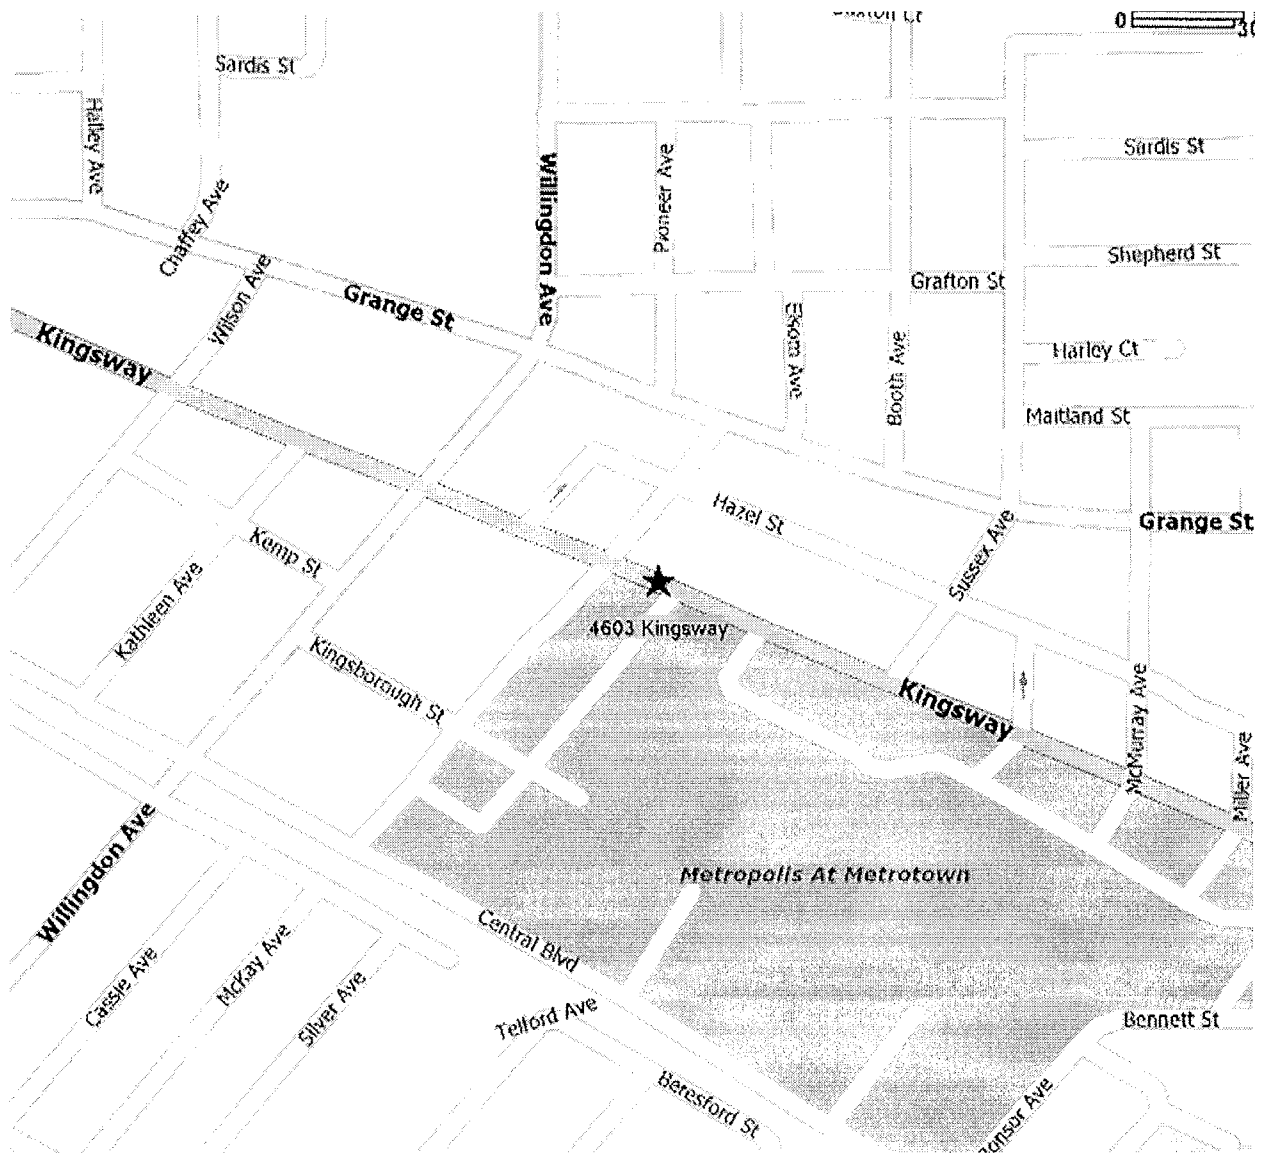 0
30
Sardis St
Halley Ave
Willingdon Ave
Pioneer Ave
Sardis St
Chaffey Ave
Shepherd St
Wilson Ave
Grange St
Grafton St
Kingsway
Elsom Ave
Booth Ave
Harley Ct
Maitland St
Hazel St
Grange St
Sussex Ave
Kemp St
Kathleen Ave
4603 Kingsway
Kingsborough St
Kingsway
McMurray Ave
Miller Ave
Willingdon Ave
Metropolis At Metrotown
Central Blvd
Cassie Ave
McKay Ave
Silver Ave
Telford Ave
Bennett St
Beresford St